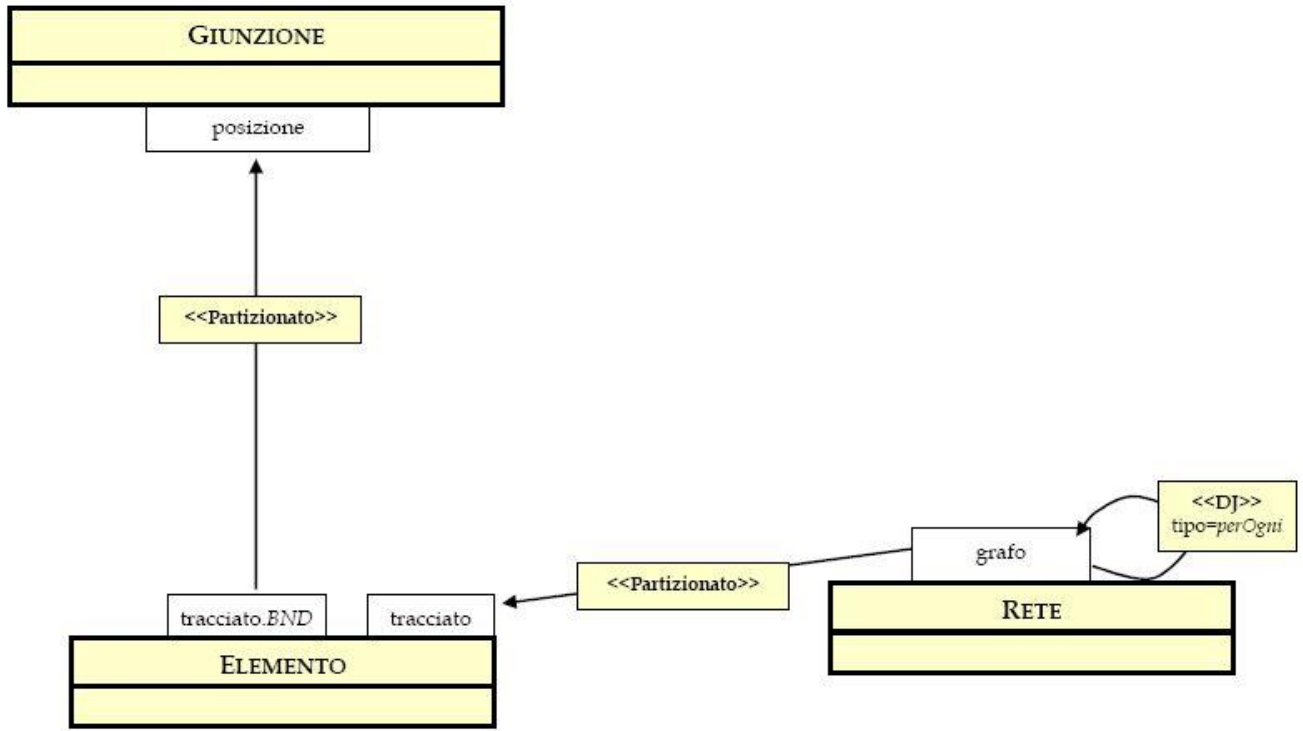 GIUNZIONE
posizione
<<Partizionato>>
<<DJ>>
tipo=perOgni
grafo
<<Partizionato>>
tracciato.BND
tracciato
RETE
ELEMENTO